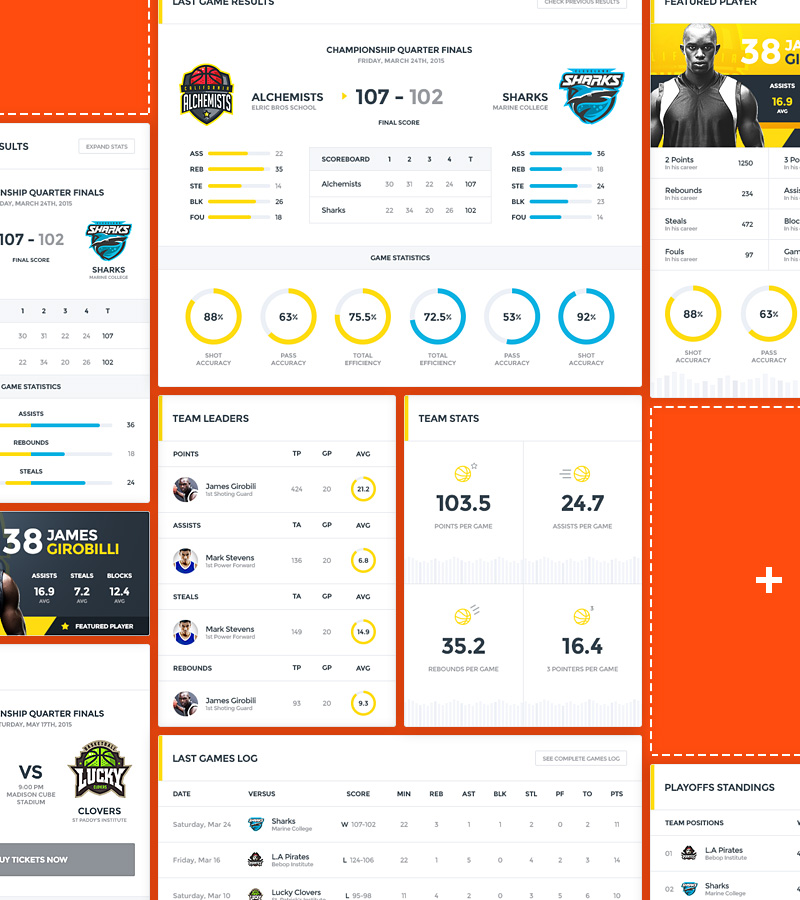 LAST GAME RESULTS
CHECK PREVIOUS RESULTS
CHAMPIONSHIP QUARTER FINALS
FRIDAY, MARCH 24TH, 2015
CALIFORNIA
ALCHEMISTS
ALCHEMISTS
ELRIC BROS SCHOOL
107 - 102
FINAL SCORE
SHARKS
MARINE COLLEGE
SHARKS
ASS 22
REB 35
STE 14
BLK 26
FOU 18
SCOREBOARD 1 2 3 4 T
Alchemists 30 31 22 24 107
Sharks 22 34 20 26 102
ASS 36
REB 18
STE 24
BLK 23
FOU 14
GAME STATISTICS
88% 63% 75.5% 72.5% 53% 92%
SHOT PASS TOTAL TOTAL PASS SHOT
ACCURACY ACCURACY EFFICIENCY EFFICIENCY ACCURACY ACCURACY
FEATURED PLAYER
38 JA
GI
ASSISTS
16.9
AVG
2 Points 1250 3 Po
In his career In his
Rebounds 234 Assis
In his career In his
Steals 472 Bloc
In his career In his
Fouls 97 Gam
In his career In his
88% 63%
SHOT PASS
ACCURACY ACCURACY
SULTS
EXPAND STATS
NSHIP QUARTER FINALS
DAY, MARCH 24TH, 2015
107 - 102
FINAL SCORE
SHARKS
SHARKS
MARINE COLLEGE
1 2 3 4 T
30 31 22 24 107
22 34 20 26 102
GAME STATISTICS
ASSISTS
36
REBOUNDS
18
STEALS
24
38 JAMES
GIROBILLI
ASSISTS STEALS BLOCKS
16.9 7.2 12.4
AVG AVG AVG
FEATURED PLAYER
NSHIP QUARTER FINALS
TURDAY, MAY 17TH, 2015
VS
9:00 PM
MADISON CUBE
STADIUM
LUCKY
CLOVERS
ST PADDY'S INSTITUTE
UY TICKETS NOW
TEAM LEADERS
POINTS TP GP AVG
James Girobili 424 20 21.2
1st Shoting Guard
ASSISTS TA GP AVG
Mark Stevens 136 20 6.8
1st Power Forward
STEALS TA GP AVG
Mark Stevens 149 20 14.9
1st Power Forward
REBOUNDS TP GP AVG
James Girobili 93 20 9.3
1st Shoting Guard
TEAM STATS
103.5
POINTS PER GAME
24.7
ASSISTS PER GAME
35.2
REBOUNDS PER GAME
3
16.4
3 POINTERS PER GAME
LAST GAMES LOG
SEE COMPLETE GAMES LOG
DATE VERSUS SCORE MIN REB AST BLK STL PF TO PTS
Saturday, Mar 24 Sharks W 107-102 22 3 1 1 2 0 2 11
Marine College
Friday, Mar 16 L.A Pirates L 124-106 22 1 5 0 4 2 3 14
Bebop Institute
Saturday, Mar 10 Lucky Clovers L 95-98 11 4 2 0 3 5 6 10
St. Patrick's Institute
+
PLAYOFFS STANDINGS
TEAM POSITIONS
01 L.A Pirates
Bebop Institute
02 Sharks
Marine College